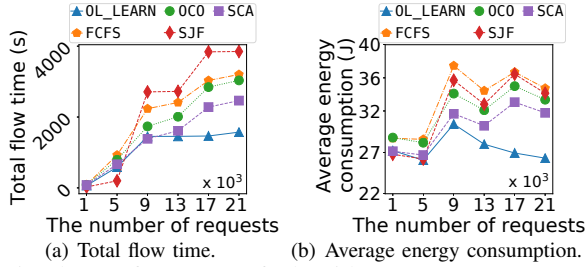 OL_LEARN OCO SCA
FCFS SJF
Total flow time (s)
4000
2000
0
x 10³
1 5 9 13 17 21
The number of requests
(a) Total flow time.
OL_LEARN OCO SCA
FCFS SJF
Average energy
consumption (J)
40
36
32
27
22
x 10³
1 5 9 13 17 21
The number of requests
(b) Average energy consumption.